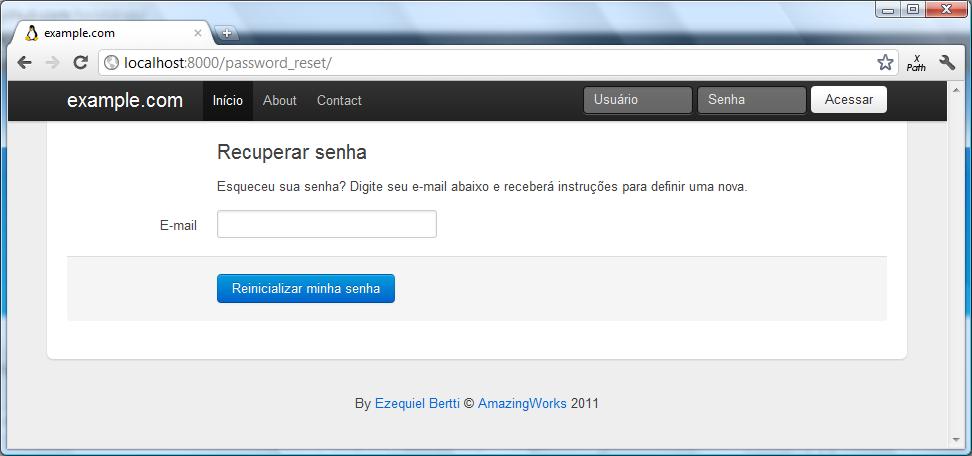 example.com
localhost:8000/password_reset/
X
Path
example.com Início About Contact Usuário Senha Acessar
Recuperar senha
Esqueceu sua senha? Digite seu e-mail abaixo e receberá instruções para definir uma nova.
E-mail
Reinicializar minha senha
By Ezequiel Bertti © AmazingWorks 2011